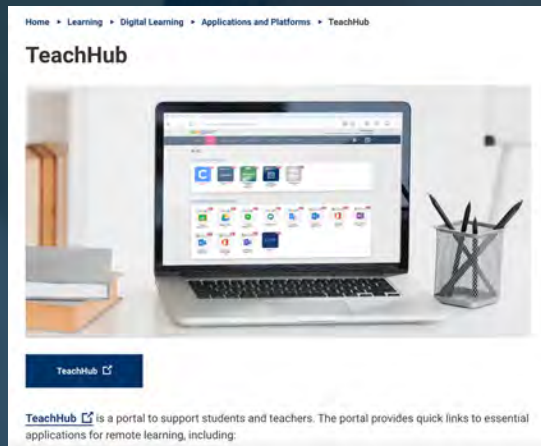 Home ▸ Learning ▸ Digital Learning ▸ Applications and Platforms ▸ TeachHub
TeachHub
TeachHub
TeachHub is a portal to support students and teachers. The portal provides quick links to essential
applications for remote learning, including: